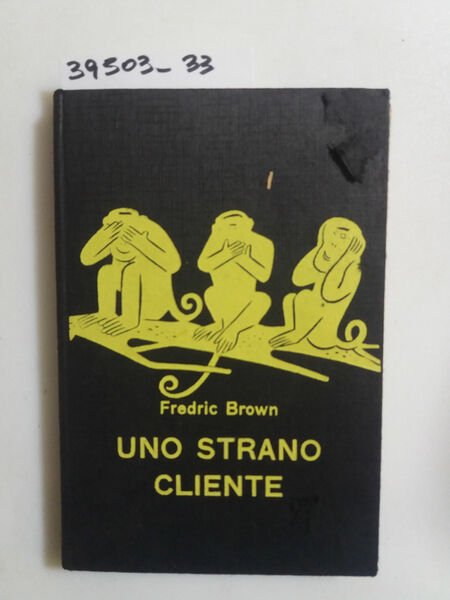 39503_33
Fredric Brown
UNO STRANO
CLIENTE